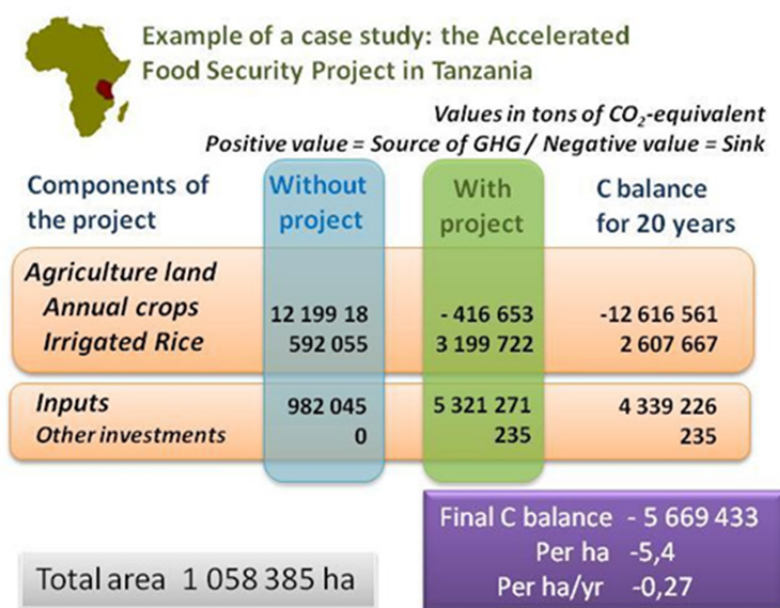 Example of a case study: the Accelerated
Food Security Project in Tanzania
Values in tons of CO₂-equivalent
Positive value = Source of GHG / Negative value = Sink
Components of the project Without project With project C balance for 20 years
Agriculture land
Annual crops 12 199 18 - 416 653 -12 616 561
Irrigated Rice 592 055 3 199 722 2 607 667
Inputs 982 045 5 321 271 4 339 226
Other investments 0 235 235
Final C balance - 5 669 433
Per ha -5,4
Per ha/yr -0,27
Total area 1 058 385 ha